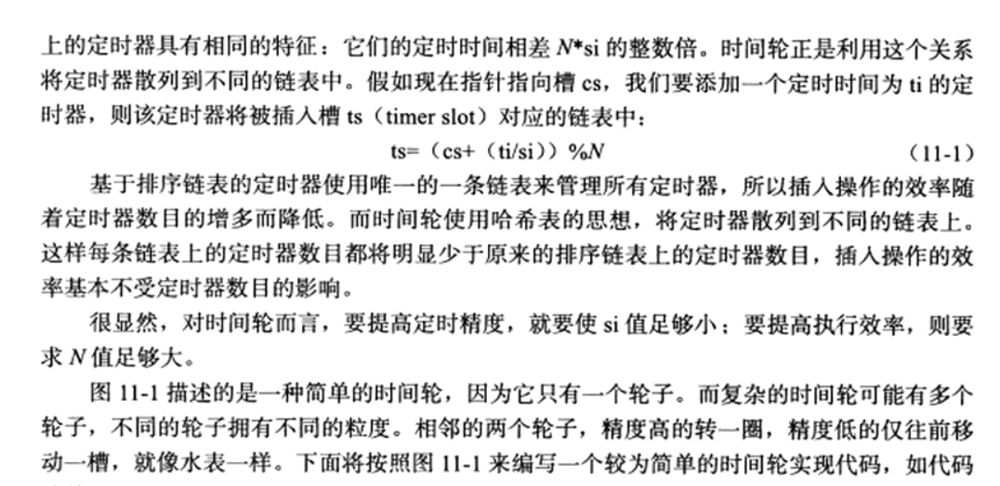 上的定时器具有相同的特征：它们的定时时间相差 N*si 的整数倍。时间轮正是利用这个关系
将定时器散列到不同的链表中。假如现在指针指向槽 cs，我们要添加一个定时时间为 ti 的定
时器，则该定时器将被插入槽 ts（timer slot）对应的链表中：
ts=（cs+（ti/si））%N （11-1）
基于排序链表的定时器使用唯一的一条链表来管理所有定时器，所以插入操作的效率随
着定时器数目的增多而降低。而时间轮使用哈希表的思想，将定时器散列到不同的链表上。
这样每条链表上的定时器数目都将明显少于原来的排序链表上的定时器数目，插入操作的效
率基本不受定时器数目的影响。
很显然，对时间轮而言，要提高定时精度，就要使 si 值足够小；要提高执行效率，则要
求 N 值足够大。
图 11-1 描述的是一种简单的时间轮，因为它只有一个轮子。而复杂的时间轮可能有多个
轮子，不同的轮子拥有不同的粒度。相邻的两个轮子，精度高的转一圈，精度低的仅往前移
动一槽，就像水表一样。下面将按照图 11-1 来编写一个较为简单的时间轮实现代码，如代码